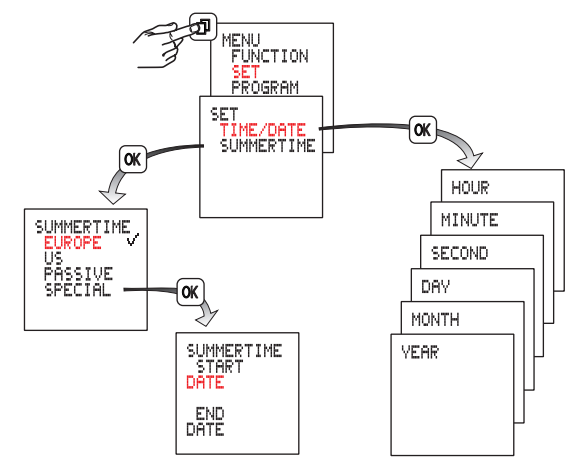 MENU
FUNCTION
SET
PROGRAM
SET
TIME/DATE
SUMMERTIME
OK
OK
SUMMERTIME
EUROPE
US
PASSIVE
SPECIAL
OK
SUMMERTIME
START
DATE
END
DATE
HOUR
MINUTE
SECOND
DAY
MONTH
YEAR